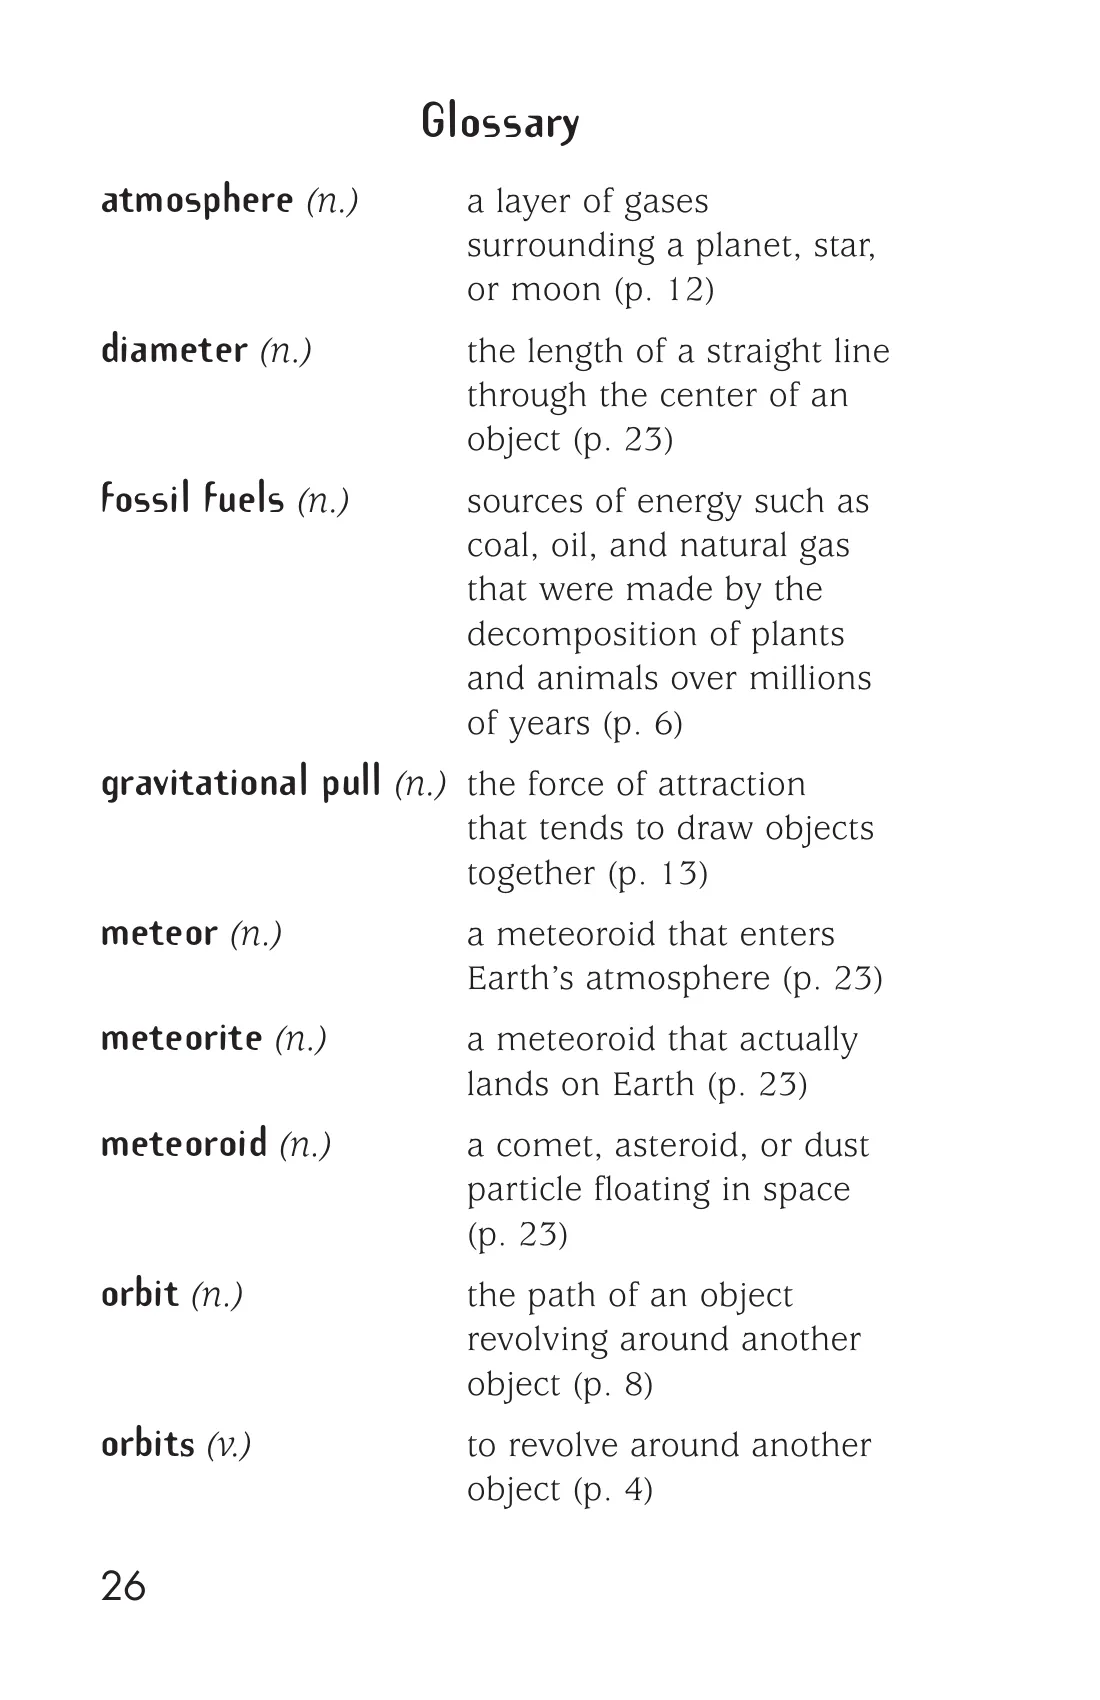 Glossary
atmosphere (n.) a layer of gases
surrounding a planet, star,
or moon (p. 12)
diameter (n.) the length of a straight line
through the center of an
object (p. 23)
fossil fuels (n.) sources of energy such as
coal, oil, and natural gas
that were made by the
decomposition of plants
and animals over millions
of years (p. 6)
gravitational pull (n.) the force of attraction
that tends to draw objects
together (p. 13)
meteor (n.) a meteoroid that enters
Earth’s atmosphere (p. 23)
meteorite (n.) a meteoroid that actually
lands on Earth (p. 23)
meteoroid (n.) a comet, asteroid, or dust
particle floating in space
(p. 23)
orbit (n.) the path of an object
revolving around another
object (p. 8)
orbits (v.) to revolve around another
object (p. 4)
26